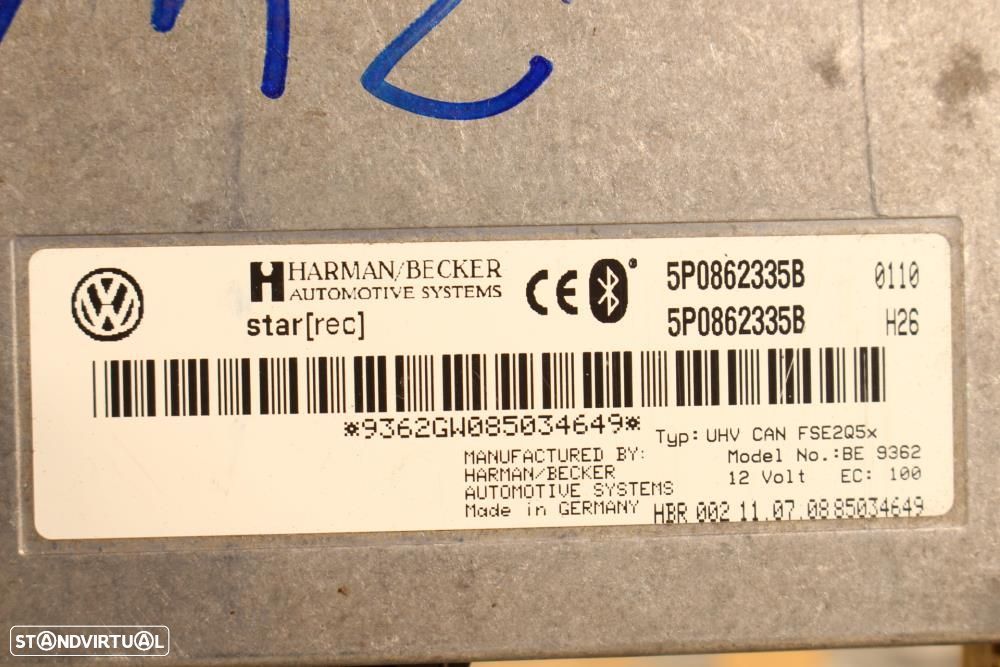 HARMAN/BECKER
AUTOMOTIVE SYSTEMS
star[rec]
5P0862335B 0110
5P0862335B H26
*9362GW085034649*
Typ: UHV CAN FSE2Q5x
Model No.: BE 9362
12 Volt EC: 100
MANUFACTURED BY:
HARMAN/BECKER
AUTOMOTIVE SYSTEMS
Made in GERMANY
HBR 002 11.07.08 85034649
STANDVIRTUAL